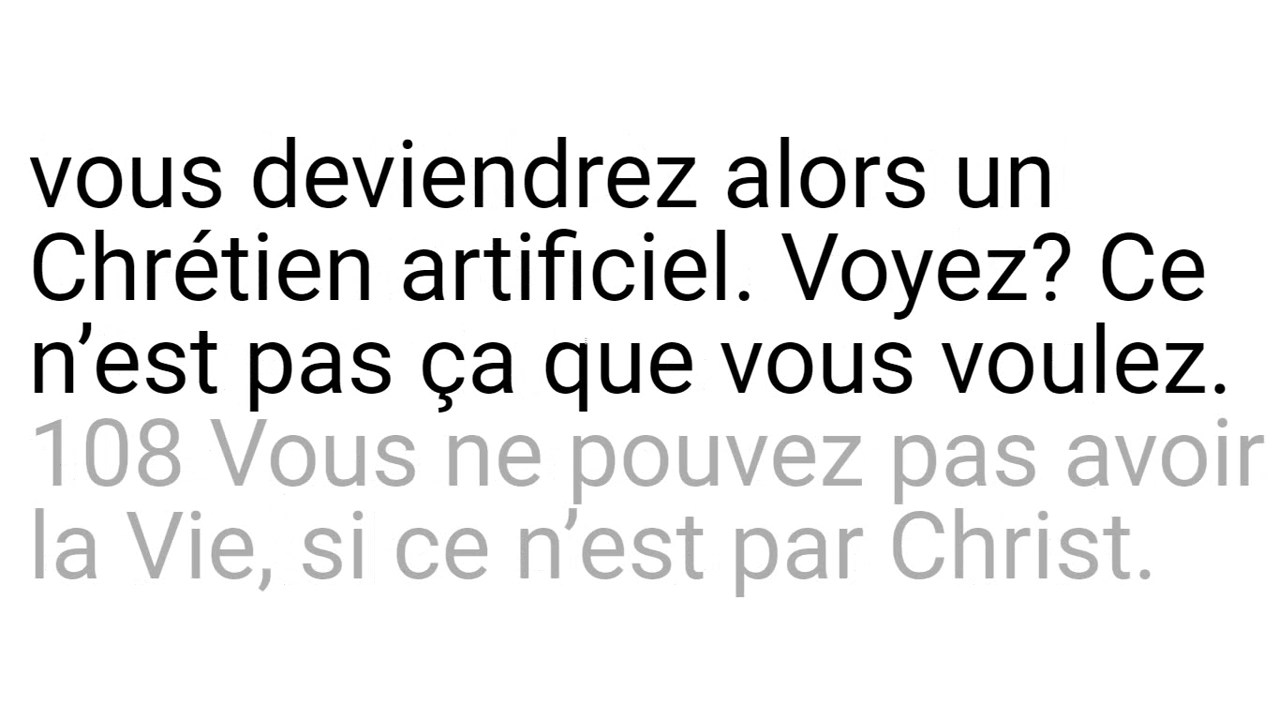 vous deviendrez alors un
Chrétien artificiel. Voyez? Ce
n’est pas ça que vous voulez.
108 Vous ne pouvez pas avoir
la Vie, si ce n’est par Christ.